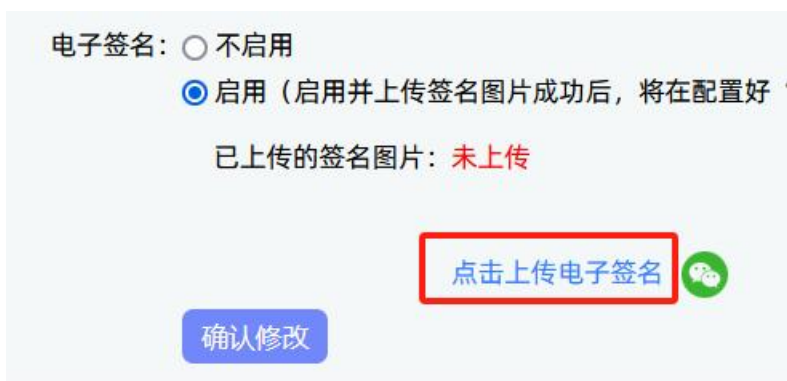 电子签名：不启用
启用（启用并上传签名图片成功后，将在配置好
已上传的签名图片：未上传
点击上传电子签名
确认修改